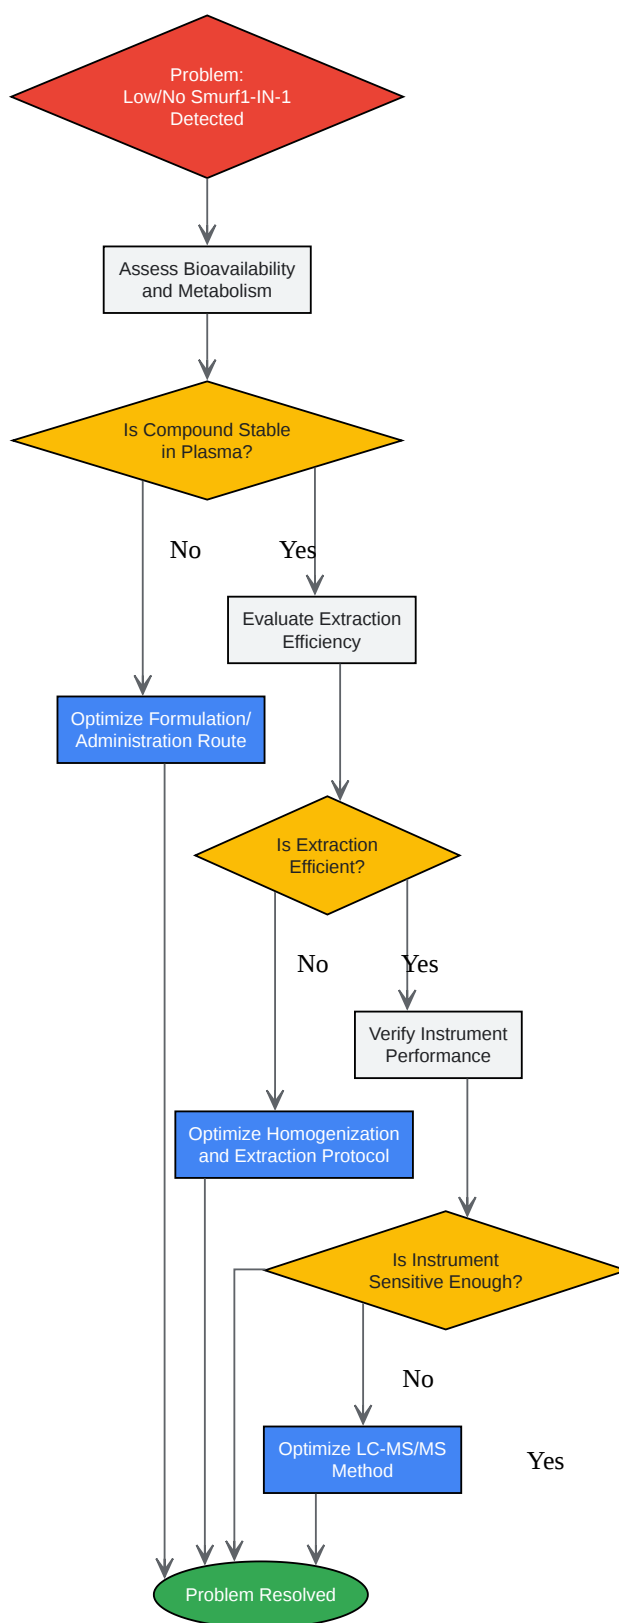 Problem:
Low/No Smurf1-IN-1
Detected
Assess Bioavailability
and Metabolism
Is Compound Stable
in Plasma?
No
Yes
Evaluate Extraction
Efficiency
Optimize Formulation/
Administration Route
Is Extraction
Efficient?
No
Yes
Verify Instrument
Performance
Optimize Homogenization
and Extraction Protocol
Is Instrument
Sensitive Enough?
No
Optimize LC-MS/MS
Method
Yes
Problem Resolved